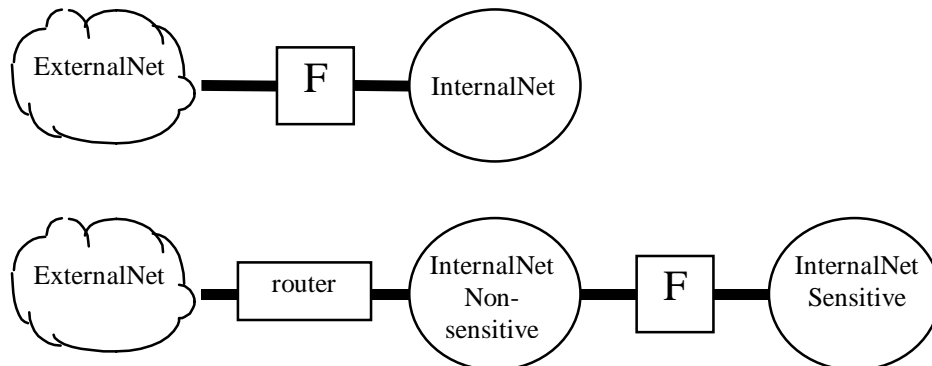 ExternalNet
F
InternalNet
ExternalNet
router
InternalNet
Non-
sensitive
F
InternalNet
Sensitive